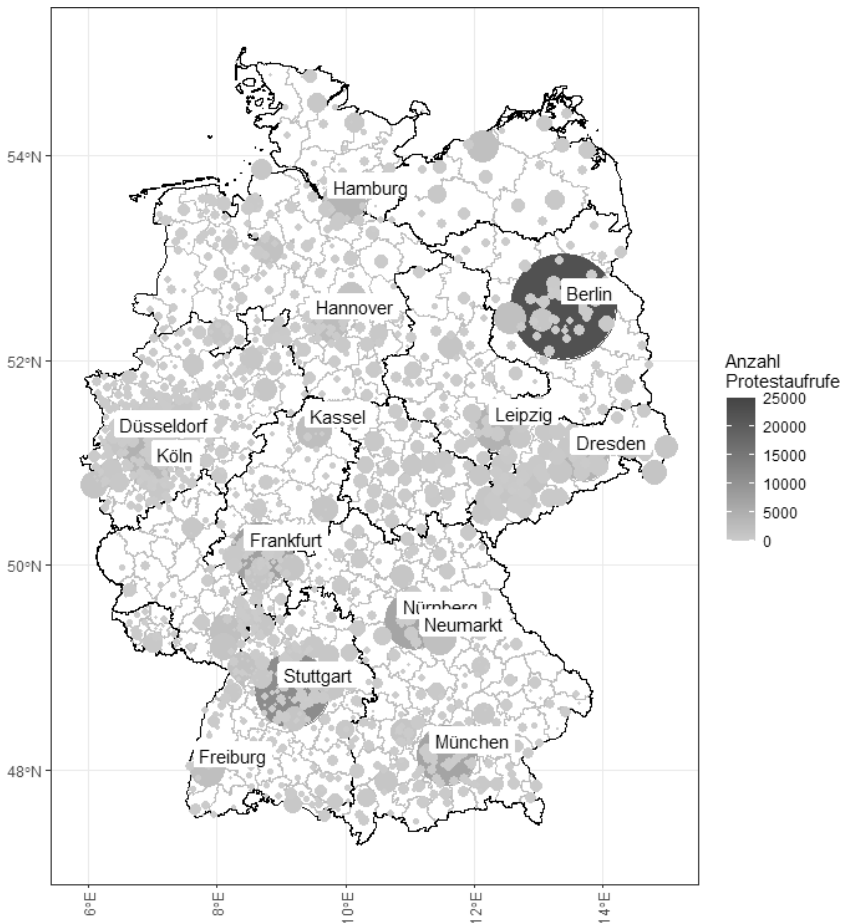 54°N
52°N
50°N
48°N
6°E
8°E
10°E
12°E
14°E
Hamburg
Berlin
Hannover
Düsseldorf
Kassel
Leipzig
Köln
Dresden
Frankfurt
Nürnberg
Neumarkt
Stuttgart
München
Freiburg
Anzahl
Protestaufrufe
25000
20000
15000
10000
5000
0